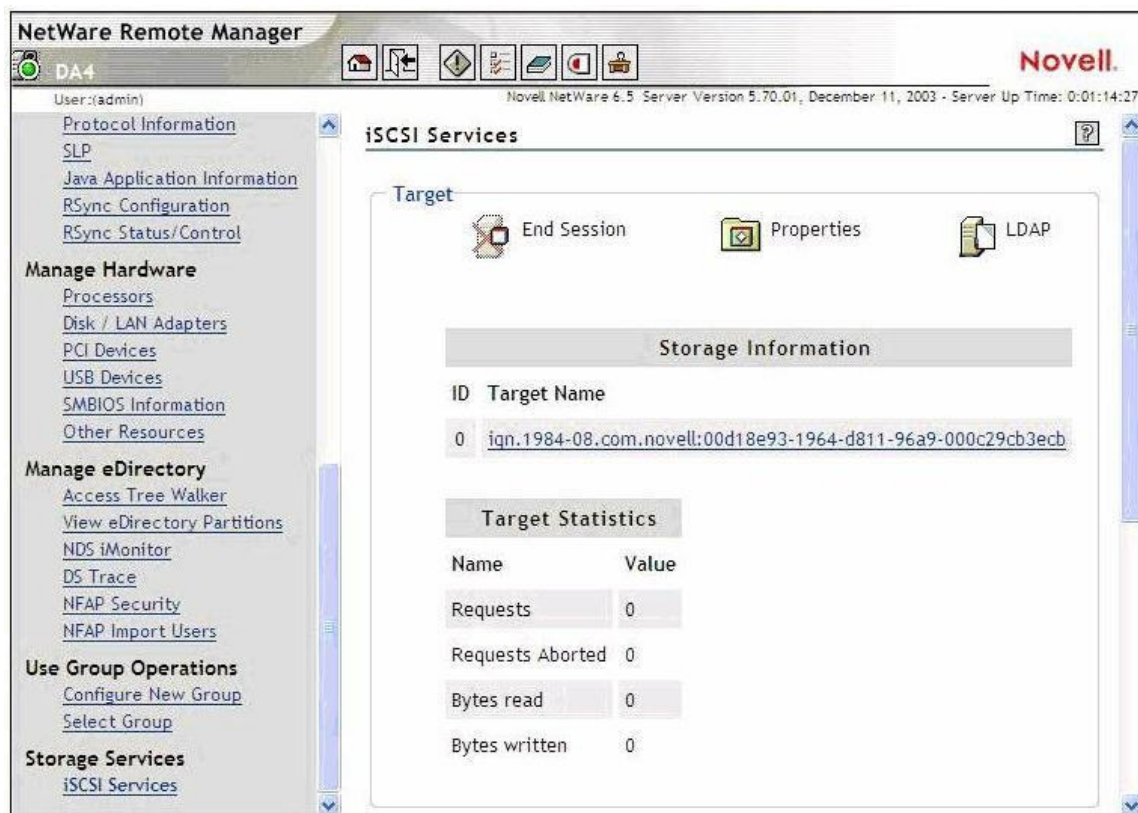 NetWare Remote Manager
DA4
Novell.
User:(admin)
Novell NetWare 6.5 Server Version 5.70.01, December 11, 2003 - Server Up Time: 0:01:14:27
Protocol Information
SLP
Java Application Information
RSync Configuration
RSync Status/Control
Manage Hardware
Processors
Disk / LAN Adapters
PCI Devices
USB Devices
SMBIOS Information
Other Resources
Manage eDirectory
Access Tree Walker
View eDirectory Partitions
NDS iMonitor
DS Trace
NFAP Security
NFAP Import Users
Use Group Operations
Configure New Group
Select Group
Storage Services
iSCSI Services
iSCSI Services
?
Target
End Session
Properties
LDAP
Storage Information
ID Target Name
0 iqn.1984-08.com.novell:00d18e93-1964-d811-96a9-000c29cb3ecb
Target Statistics
Name Value
Requests 0
Requests Aborted 0
Bytes read 0
Bytes written 0